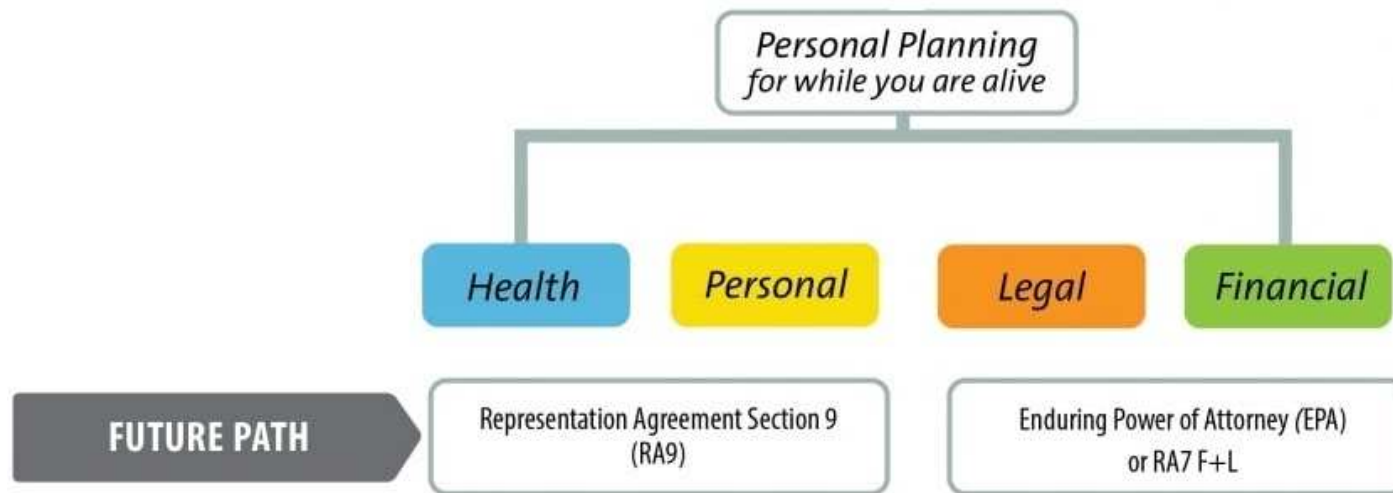 Personal Planning
for while you are alive
Health
Personal
Legal
Financial
FUTURE PATH
Representation Agreement Section 9
(RA9)
Enduring Power of Attorney (EPA)
or RA7 F+L